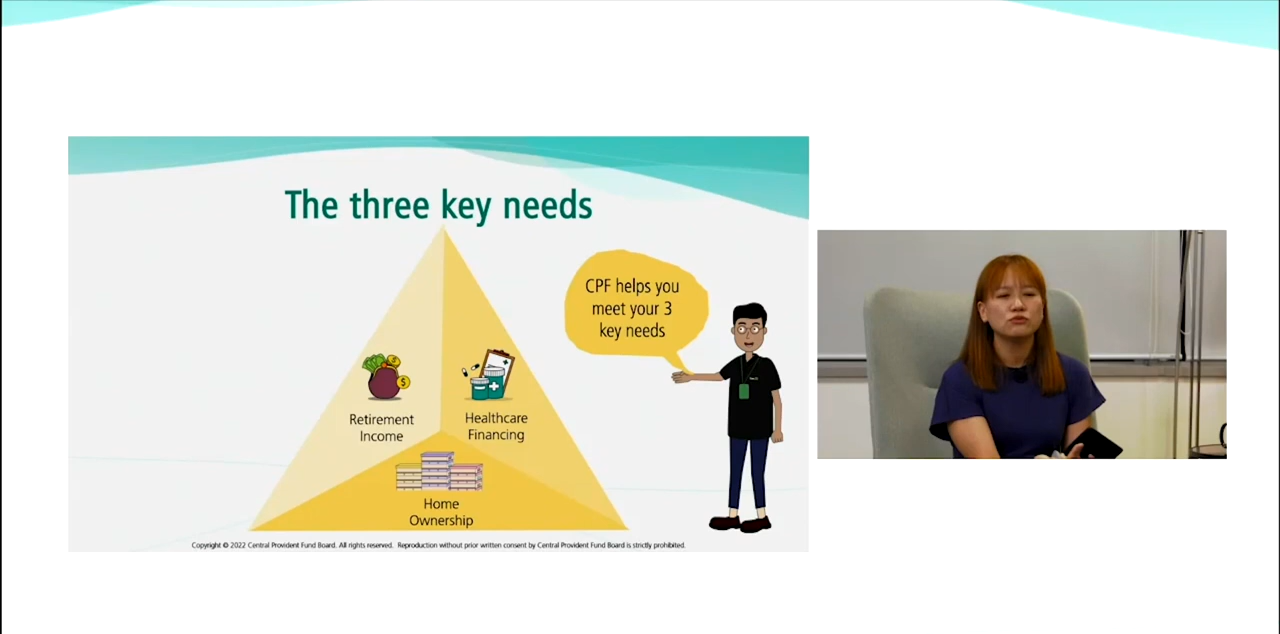 The three key needs
CPF helps you
meet your 3
key needs
Retirement
Income
Healthcare
Financing
Home
Ownership
Copyright © 2022 Central Provident Fund Board. All rights reserved. Reproduction without prior written consent by Central Provident Fund Board is strictly prohibited.